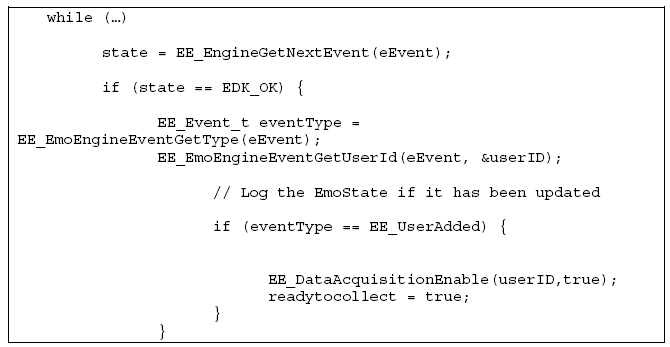 while (…)
state = EE_EngineGetNextEvent(eEvent);
if (state == EDK_OK) {
EE_Event_t eventType =
EE_EmoEngineEventGetType(eEvent);
EE_EmoEngineEventGetUserId(eEvent, &userID);
// Log the EmoState if it has been updated
if (eventType == EE_UserAdded) {
EE_DataAcquisitionEnable(userID,true);
readytocollect = true;
}
}